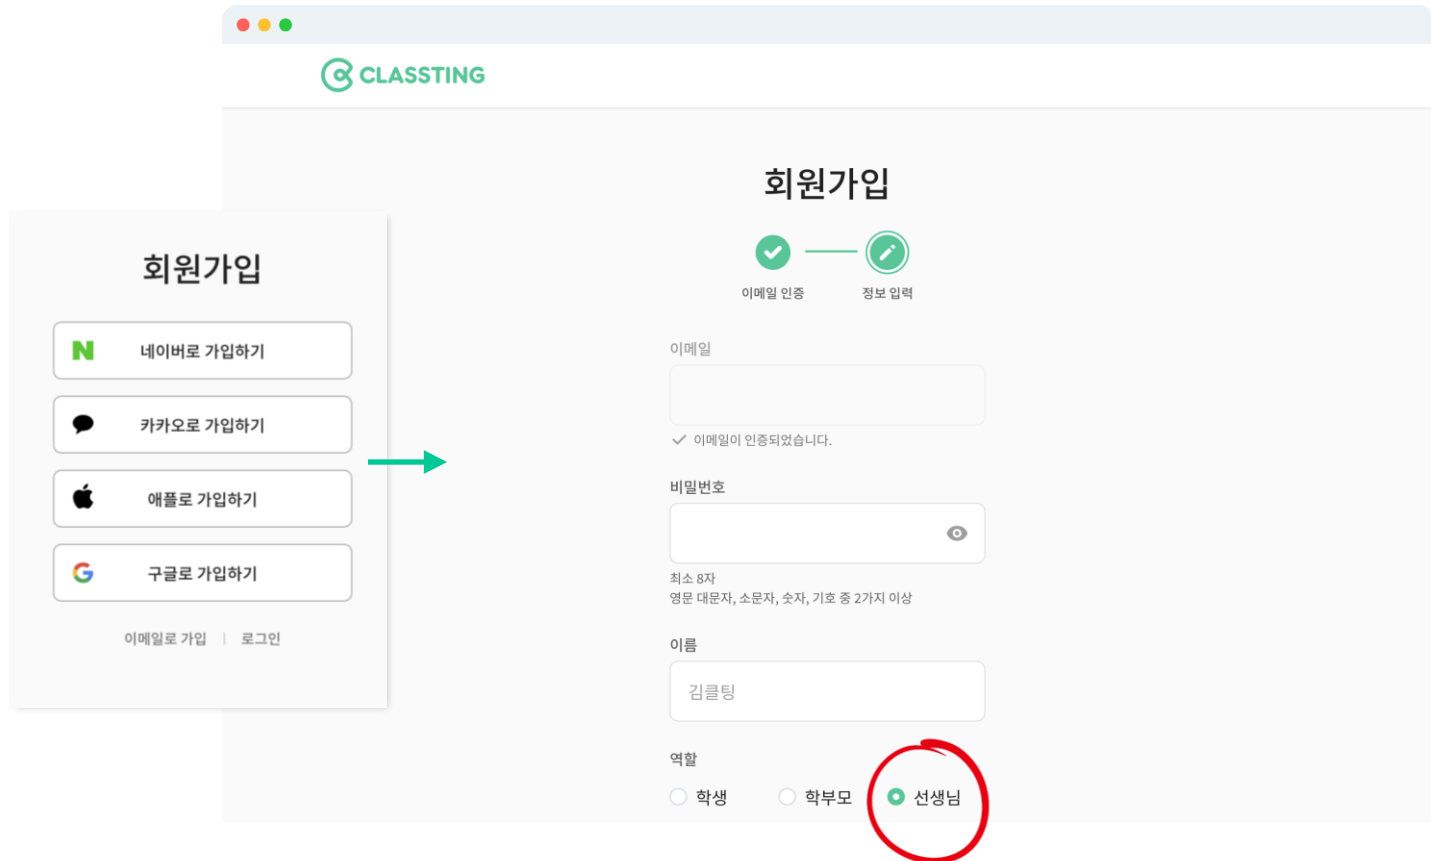 CLASSTING
회원가입
이메일 인증
정보 입력
이메일
이메일이 인증되었습니다.
비밀번호
최소 8자
영문 대문자, 소문자, 숫자, 기호 중 2가지 이상
이름
김클팅
역할
학생
학부모
선생님
회원가입
네이버로 가입하기
카카오로 가입하기
애플로 가입하기
구글로 가입하기
이메일로 가입 | 로그인